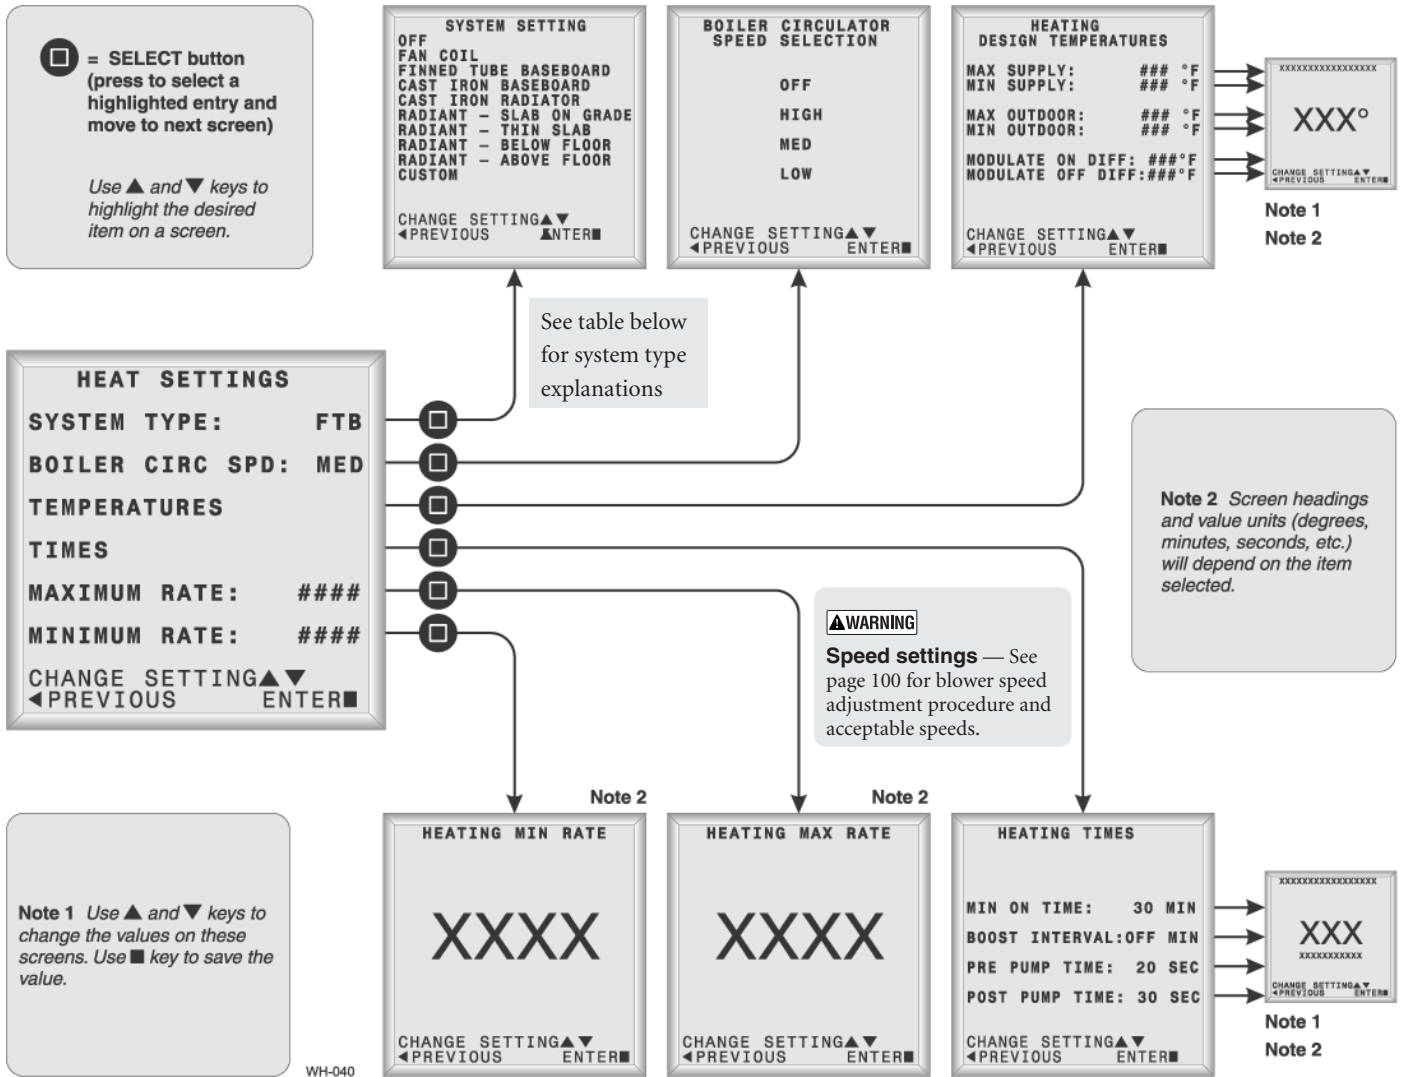 = SELECT button
(press to select a
highlighted entry and
move to next screen)
Use ▲ and ▼ keys to
highlight the desired
item on a screen.
SYSTEM SETTING
OFF
FAN COIL
FINNED TUBE BASEBOARD
CAST IRON BASEBOARD
CAST IRON RADIATOR
RADIANT – SLAB ON GRADE
RADIANT – THIN SLAB
RADIANT – BELOW FLOOR
RADIANT – ABOVE FLOOR
CUSTOM
CHANGE SETTING▲▼
◄PREVIOUS ▲NTER■
BOILER CIRCULATOR
SPEED SELECTION
OFF
HIGH
MED
LOW
CHANGE SETTING▲▼
◄PREVIOUS ENTER■
HEATING
DESIGN TEMPERATURES
MAX SUPPLY: ### °F
MIN SUPPLY: ### °F
MAX OUTDOOR: ### °F
MIN OUTDOOR: ### °F
MODULATE ON DIFF: ###°F
MODULATE OFF DIFF:###°F
CHANGE SETTING▲▼
◄PREVIOUS ENTER■
XXXXXXXXXXXXXXXXX
XXX°
CHANGE SETTING▲▼
◄PREVIOUS ENTER■
Note 1
Note 2
See table below
for system type
explanations
HEAT SETTINGS
SYSTEM TYPE: FTB
BOILER CIRC SPD: MED
TEMPERATURES
TIMES
MAXIMUM RATE: ####
MINIMUM RATE: ####
CHANGE SETTING▲▼
◄PREVIOUS ENTER■
Note 2 Screen headings
and value units (degrees,
minutes, seconds, etc.)
will depend on the item
selected.
⚠WARNING
Speed settings — See
page 100 for blower speed
adjustment procedure and
acceptable speeds.
Note 1 Use ▲ and ▼ keys to
change the values on these
screens. Use ■ key to save the
value.
WH-040
Note 2
HEATING MIN RATE
XXXX
CHANGE SETTING▲▼
◄PREVIOUS ENTER■
Note 2
HEATING MAX RATE
XXXX
CHANGE SETTING▲▼
◄PREVIOUS ENTER■
HEATING TIMES
MIN ON TIME: 30 MIN
BOOST INTERVAL:OFF MIN
PRE PUMP TIME: 20 SEC
POST PUMP TIME: 30 SEC
CHANGE SETTING▲▼
◄PREVIOUS ENTER■
XXXXXXXXXXXXXXXXX
XXX
XXXXXXXXXXX
CHANGE SETTING▲▼
◄PREVIOUS ENTER■
Note 1
Note 2